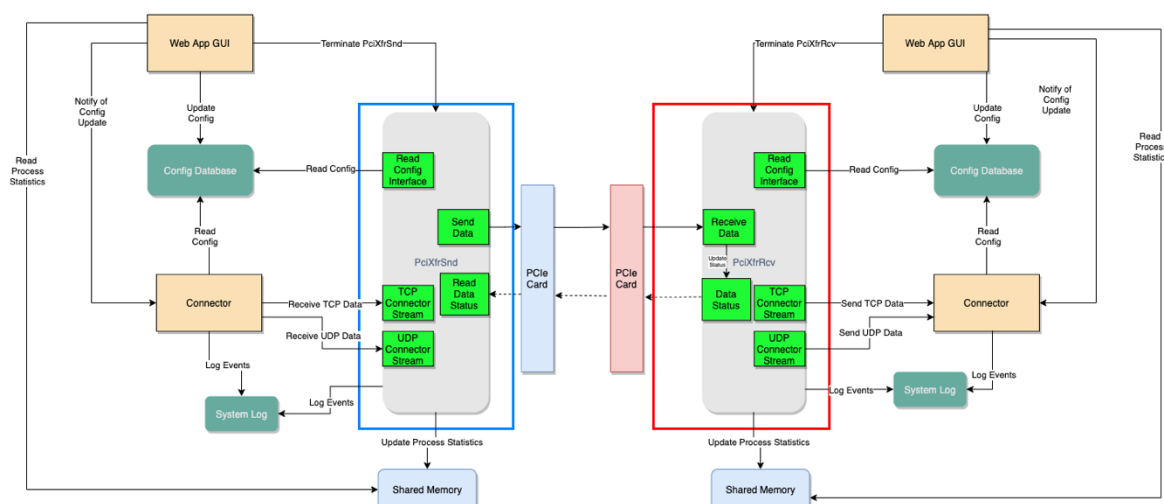 Web App GUI
Terminate PciXfrSnd
Terminate PciXfrRcv
Web App GUI
Notify of
Config
Update
Update
Config
Read
Process
Statistics
Config Database
Read Config
Read
Config
Interface
Send
Data
PciXfrSnd
Read
Data
Status
TCP
Connector
Stream
UDP
Connector
Stream
Read
Config
Connector
Receive TCP Data
Receive UDP Data
Log Events
System Log
Log Events
Update Process Statistics
Shared Memory
PCIe
Card
PCIe
Card
Read
Config
Interface
Receive
Data
Update
Status
PciXfrRcv
Data
Status
TCP
Connector
Stream
UDP
Connector
Stream
Read Config
Update
Config
Notify of
Config
Update
Read
Process
Statistic
Config Database
Read
Config
Send TCP Data
Connector
Send UDP Data
Log Events
Log Events
System Log
Update Process Statistics
Shared Memory